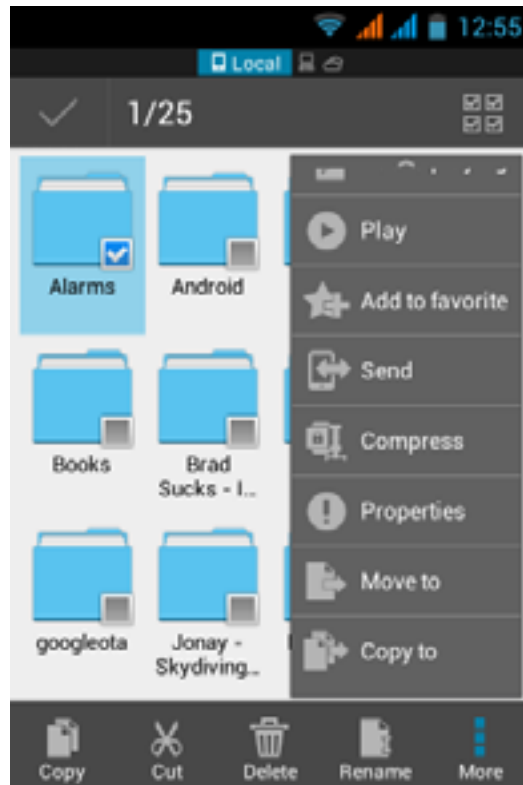 12:55
Local
1/25
Alarms
Android
Play
Add to favorite
Send
Books
Brad
Sucks - I...
Compress
Properties
googleota
Jonay -
Skydiving...
Move to
Copy to
Copy
Cut
Delete
Rename
More